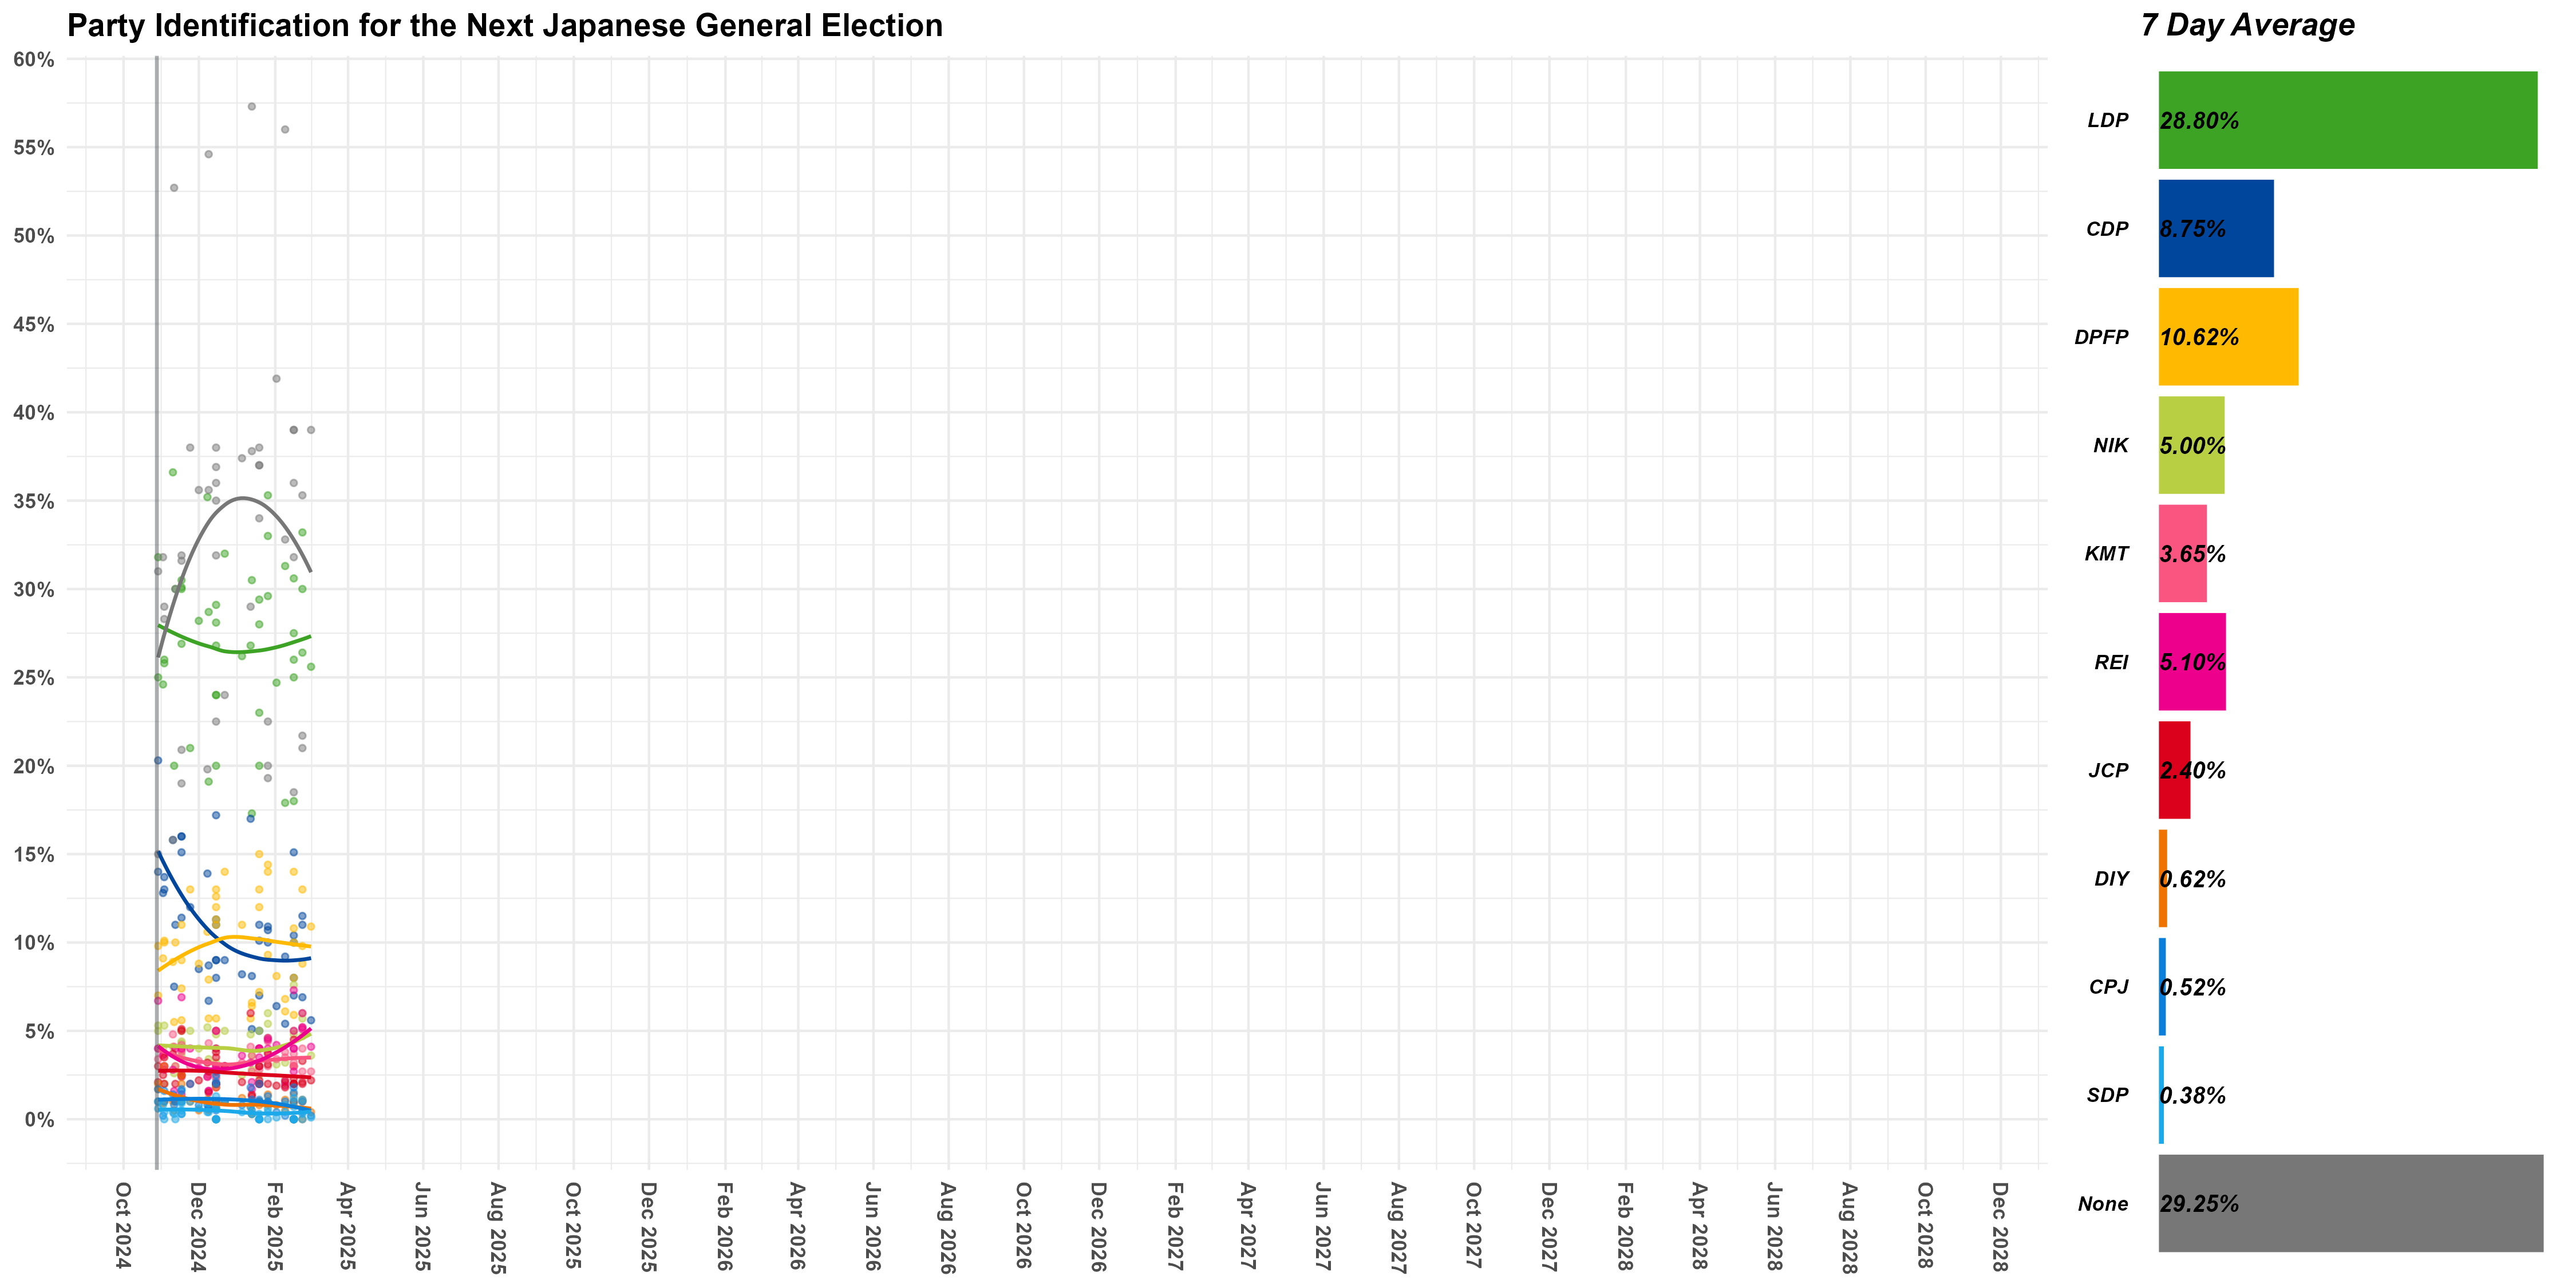 Party Identification for the Next Japanese General Election
60%
55%
50%
45%
40%
35%
30%
25%
20%
15%
10%
5%
0%
Oct 2024
Dec 2024
Feb 2025
Apr 2025
Jun 2025
Aug 2025
Oct 2025
Dec 2025
Feb 2026
Apr 2026
Jun 2026
Aug 2026
Oct 2026
Dec 2026
Feb 2027
Apr 2027
Jun 2027
Aug 2027
Oct 2027
Dec 2027
Feb 2028
Apr 2028
Jun 2028
Aug 2028
Oct 2028
Dec 2028
7 Day Average
LDP 28.80%
CDP 8.75%
DPFP 10.62%
NIK 5.00%
KMT 3.65%
REI 5.10%
JCP 2.40%
DIY 0.62%
CPJ 0.52%
SDP 0.38%
None 29.25%